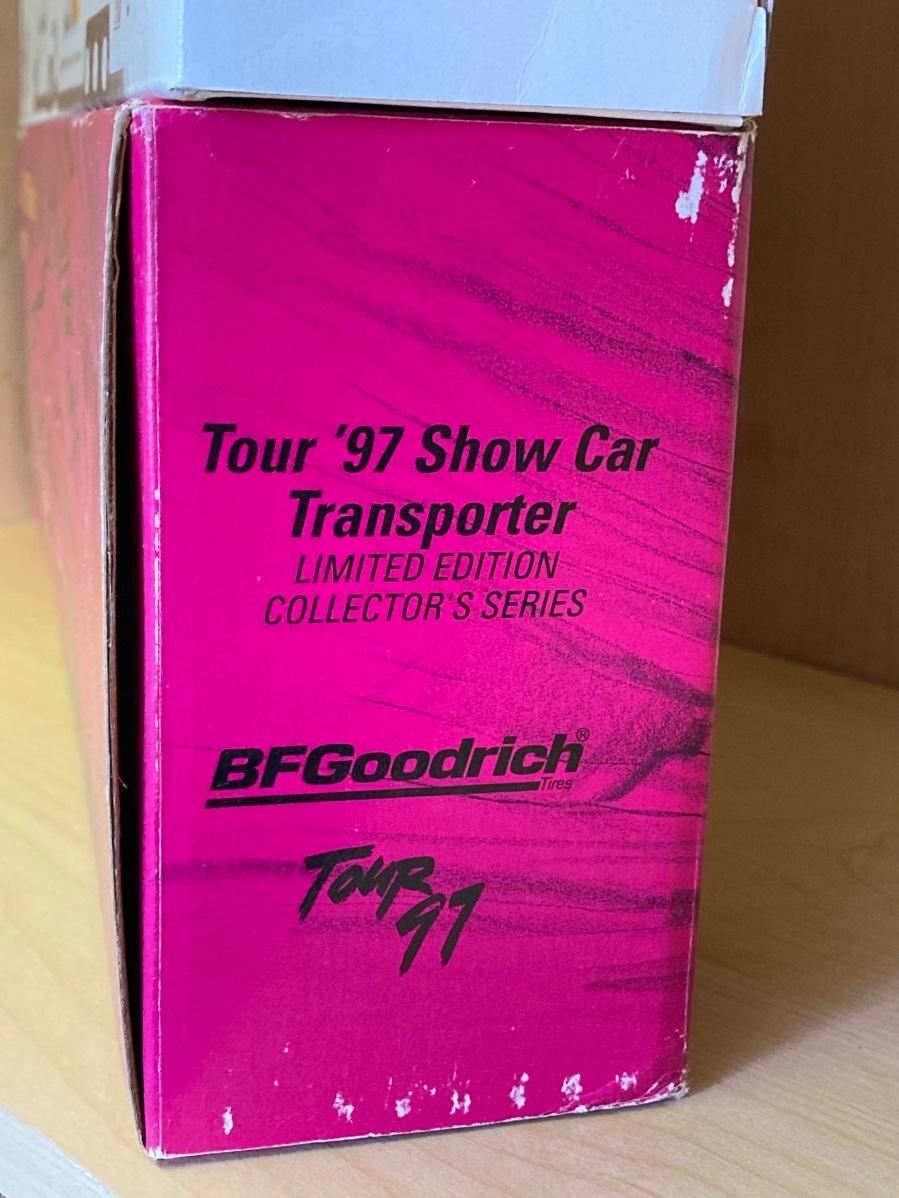 Tour '97 Show Car
Transporter
LIMITED EDITION
COLLECTOR'S SERIES
BFGoodrich®
Tires
Tour
97